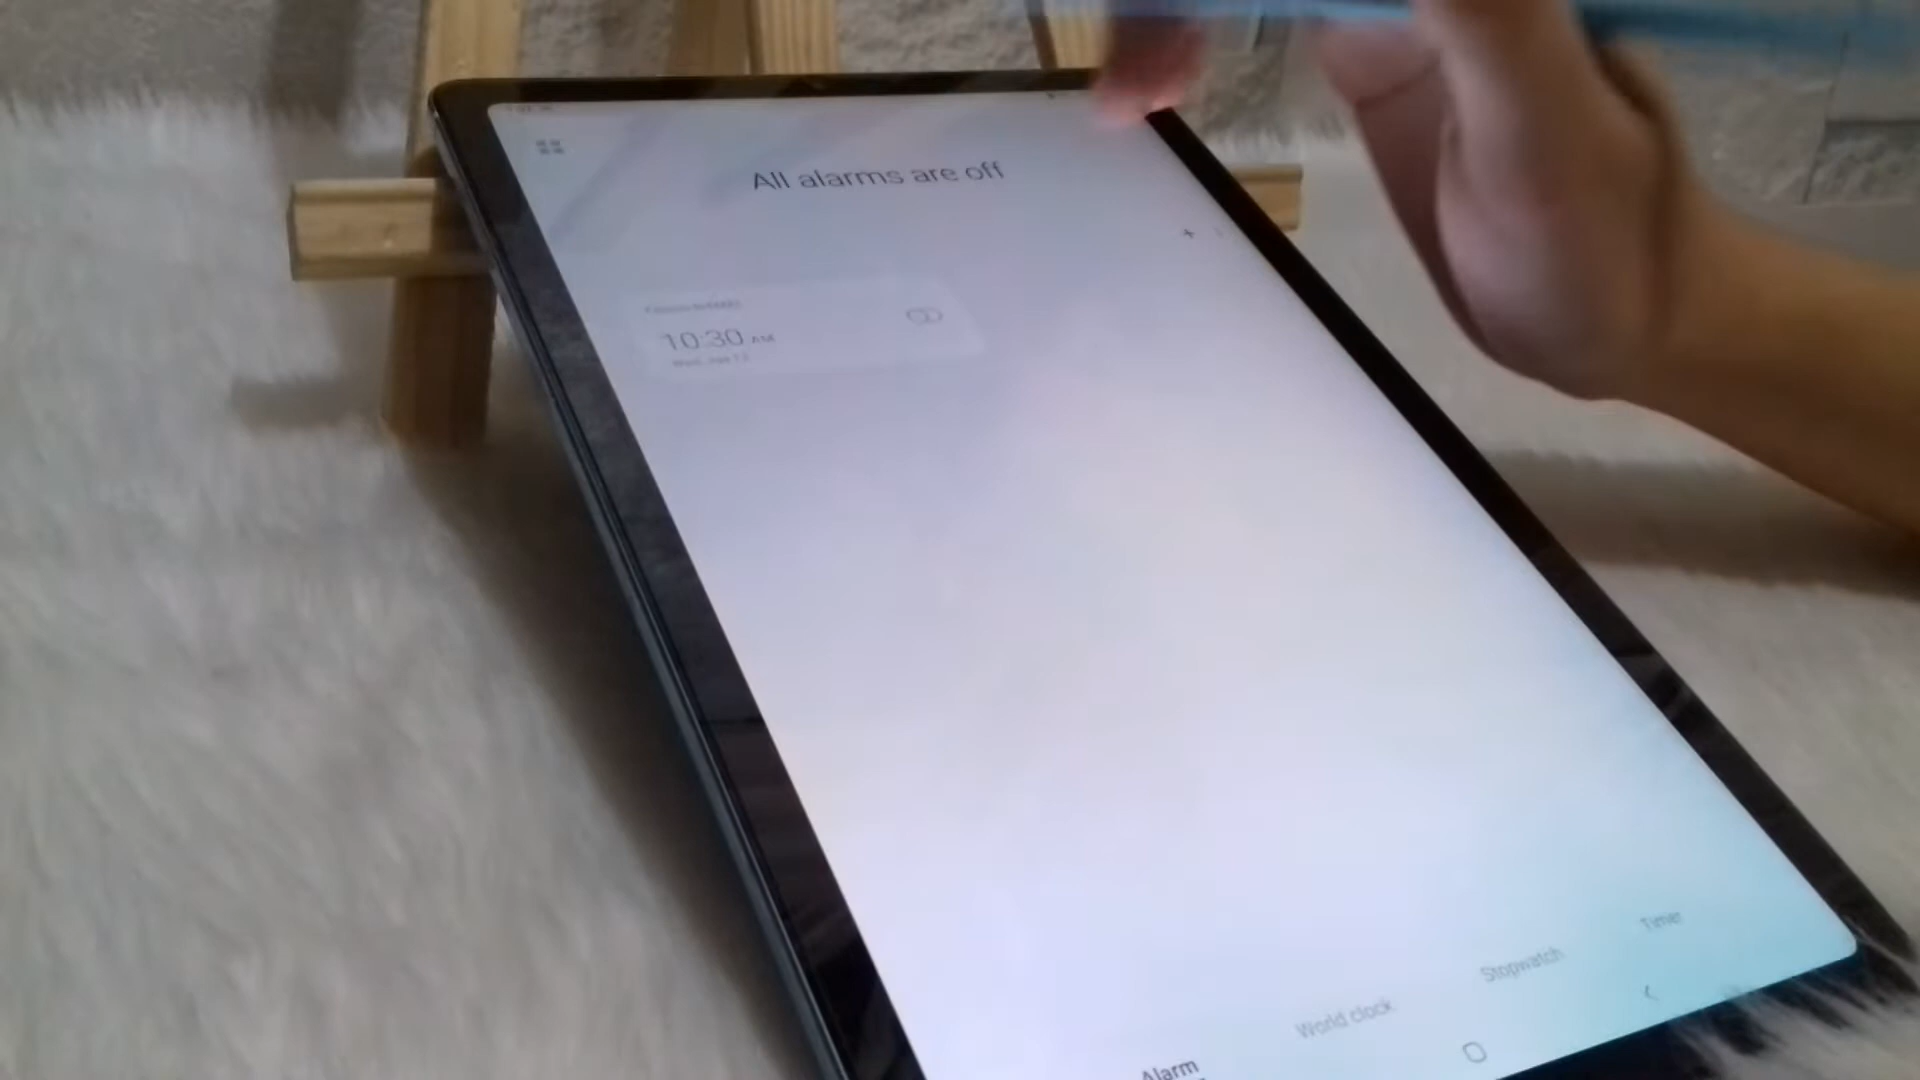 All alarms are off
+
10:30 AM
Timer
Stopwatch
World clock
Alarm